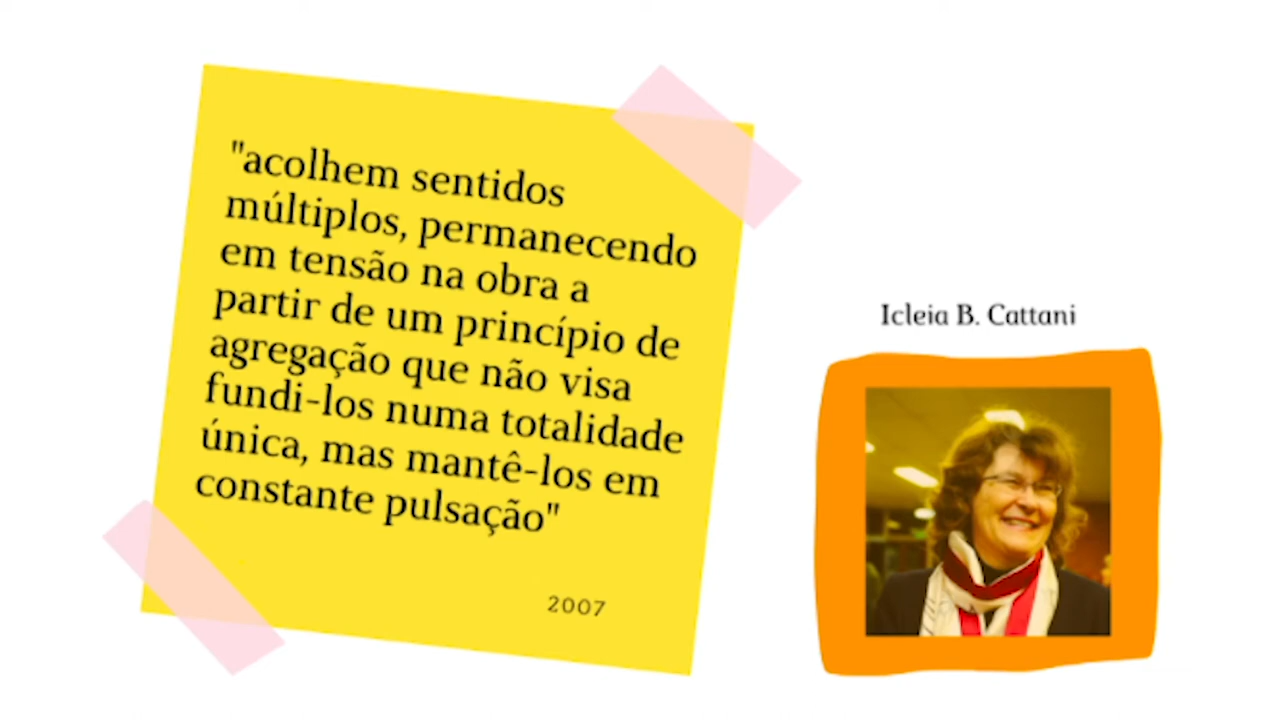 "acolhem sentidos
múltiplos, permanecendo
em tensão na obra a
partir de um princípio de
agregação que não visa
fundi-los numa totalidade
única, mas mantê-los em
constante pulsação"
2007
Icleia B. Cattani